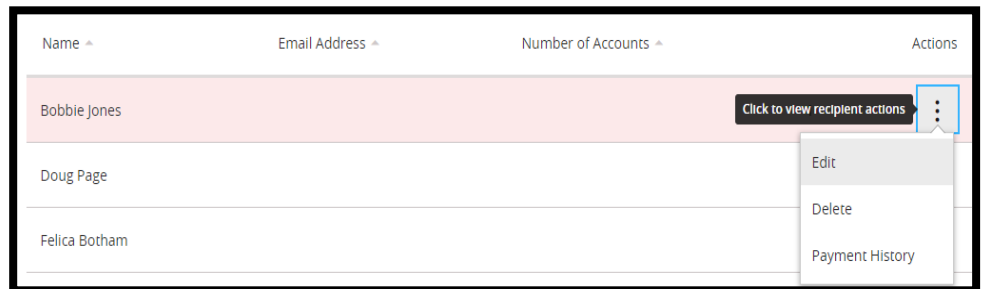 Name Email Address Number of Accounts Actions
Bobbie Jones Click to view recipient actions
Edit
Doug Page
Delete
Felica Botham
Payment History